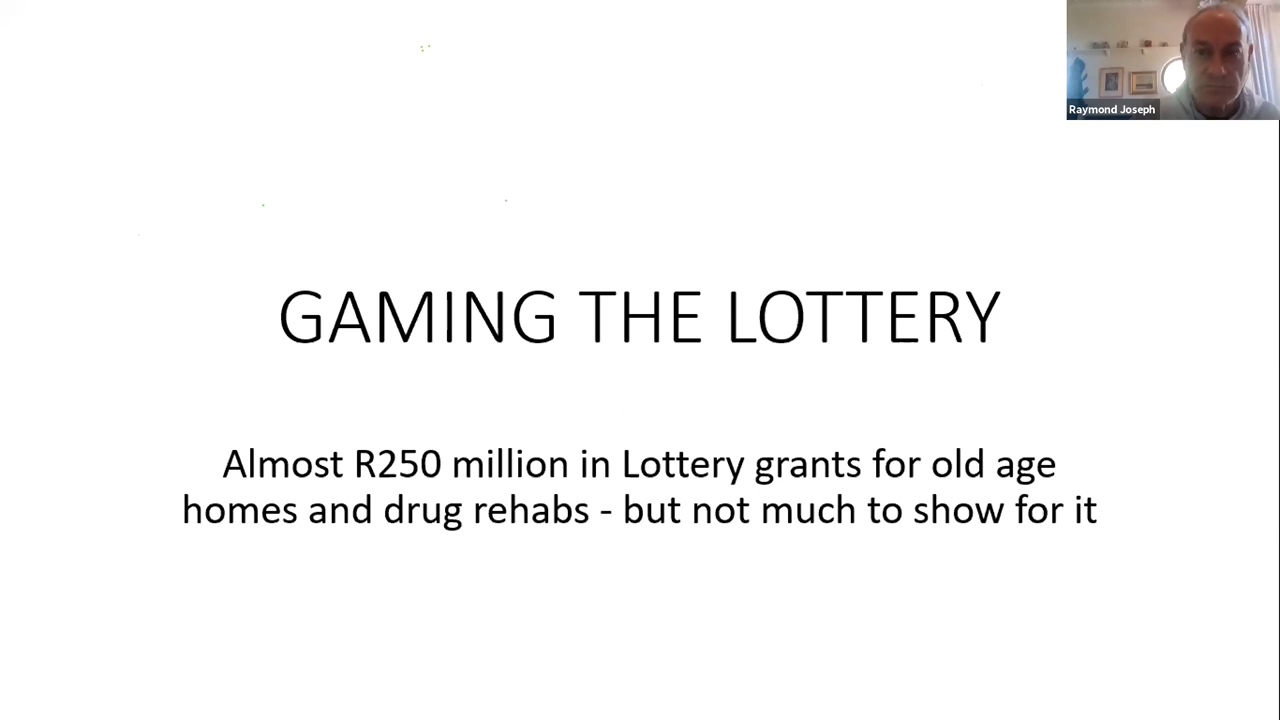 Raymond Joseph
GAMING THE LOTTERY
Almost R250 million in Lottery grants for old age
homes and drug rehabs - but not much to show for it